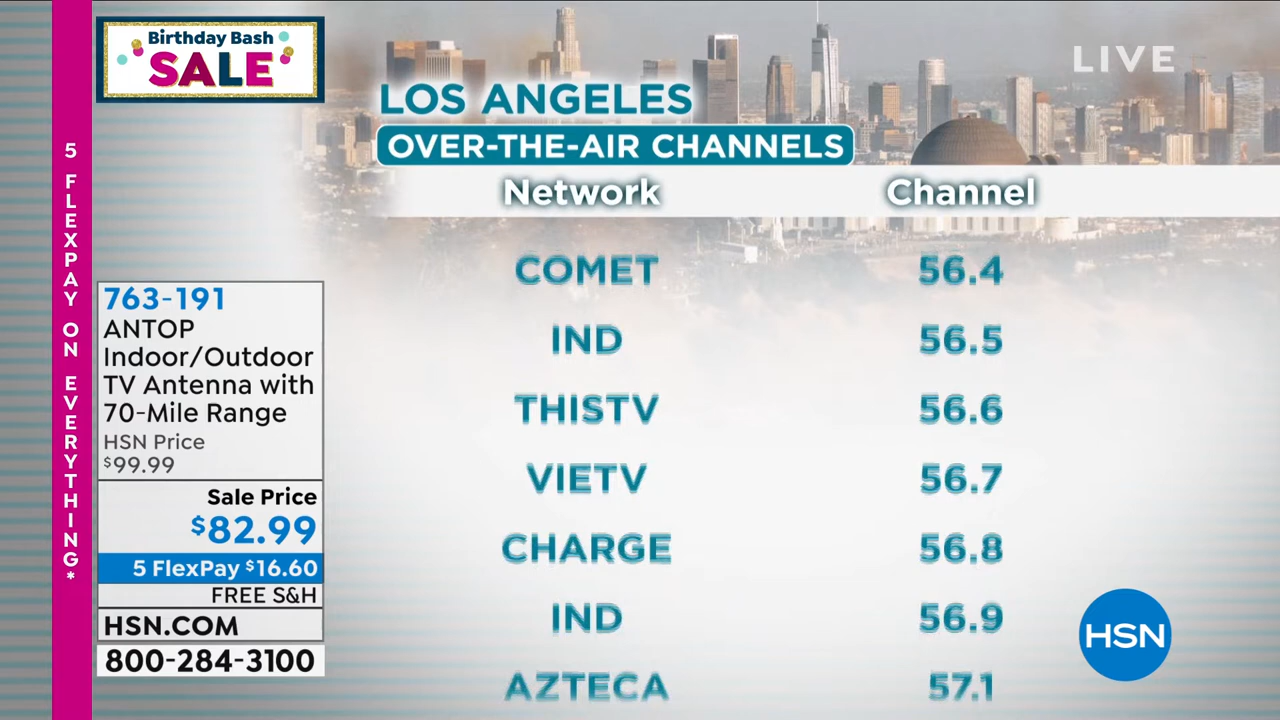 Birthday Bash
SALE
LIVE
5 FLEXPAY ON EVERYTHING*
LOS ANGELES
OVER-THE-AIR CHANNELS
Network Channel
COMET 56.4
IND 56.5
THISTV 56.6
VIETV 56.7
CHARGE 56.8
IND 56.9
AZTECA 57.1
763-191
ANTOP
Indoor/Outdoor
TV Antenna with
70-Mile Range
HSN Price
$99.99
Sale Price
$82.99
5 FlexPay $16.60
FREE S&H
HSN.COM
800-284-3100
HSN